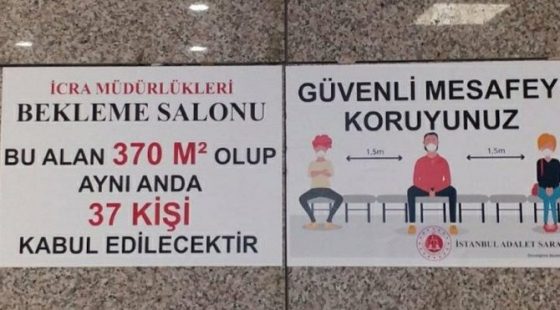 İCRA MÜDÜRLÜKLERİ
BEKLEME SALONU
BU ALAN 370 M² OLUP
AYNI ANDA
37 KİŞİ
KABUL EDİLECEKTİR
GÜVENLİ MESAFEY
KORUYUNUZ
1,5m
1,5m
İSTANBUL ADALET SARA